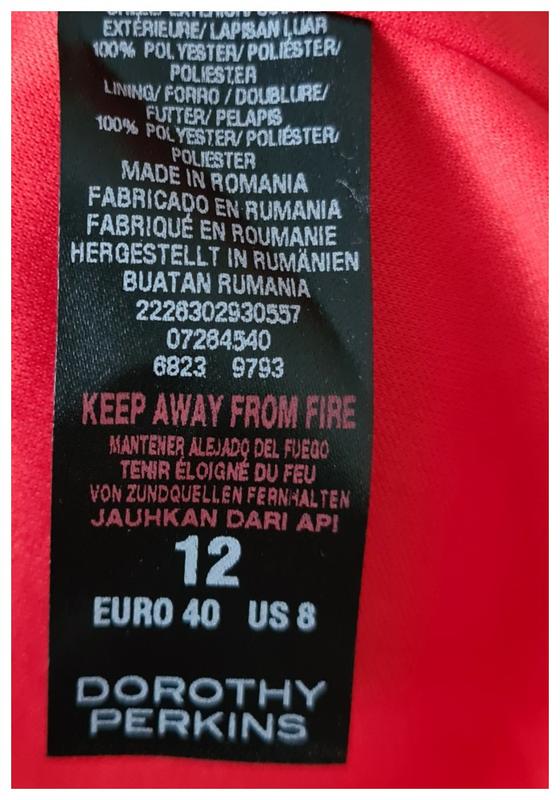 EXTÉRIEURE/ LAPISAN LUAR
100% POLYESTER/ POLIÉSTER/
POLIESTER
LINING/ FORRO / DOUBLURE/
FUTTER/ PELAPIS
100% POLYESTER/ POLIÉSTER/
POLIESTER
MADE IN ROMANIA
FABRICADO EN RUMANIA
FABRIQUÉ EN ROUMANIE
HERGESTELLT IN RUMÄNIEN
BUATAN RUMANIA
2228302930557
07284540
6823 9793
KEEP AWAY FROM FIRE
MANTENER ALEJADO DEL FUEGO
TENIR ÉLOIGNÉ DU FEU
VON ZUNDQUELLEN FERNHALTEN
JAUHKAN DARI API
12
EURO 40 US 8
DOROTHY
PERKINS